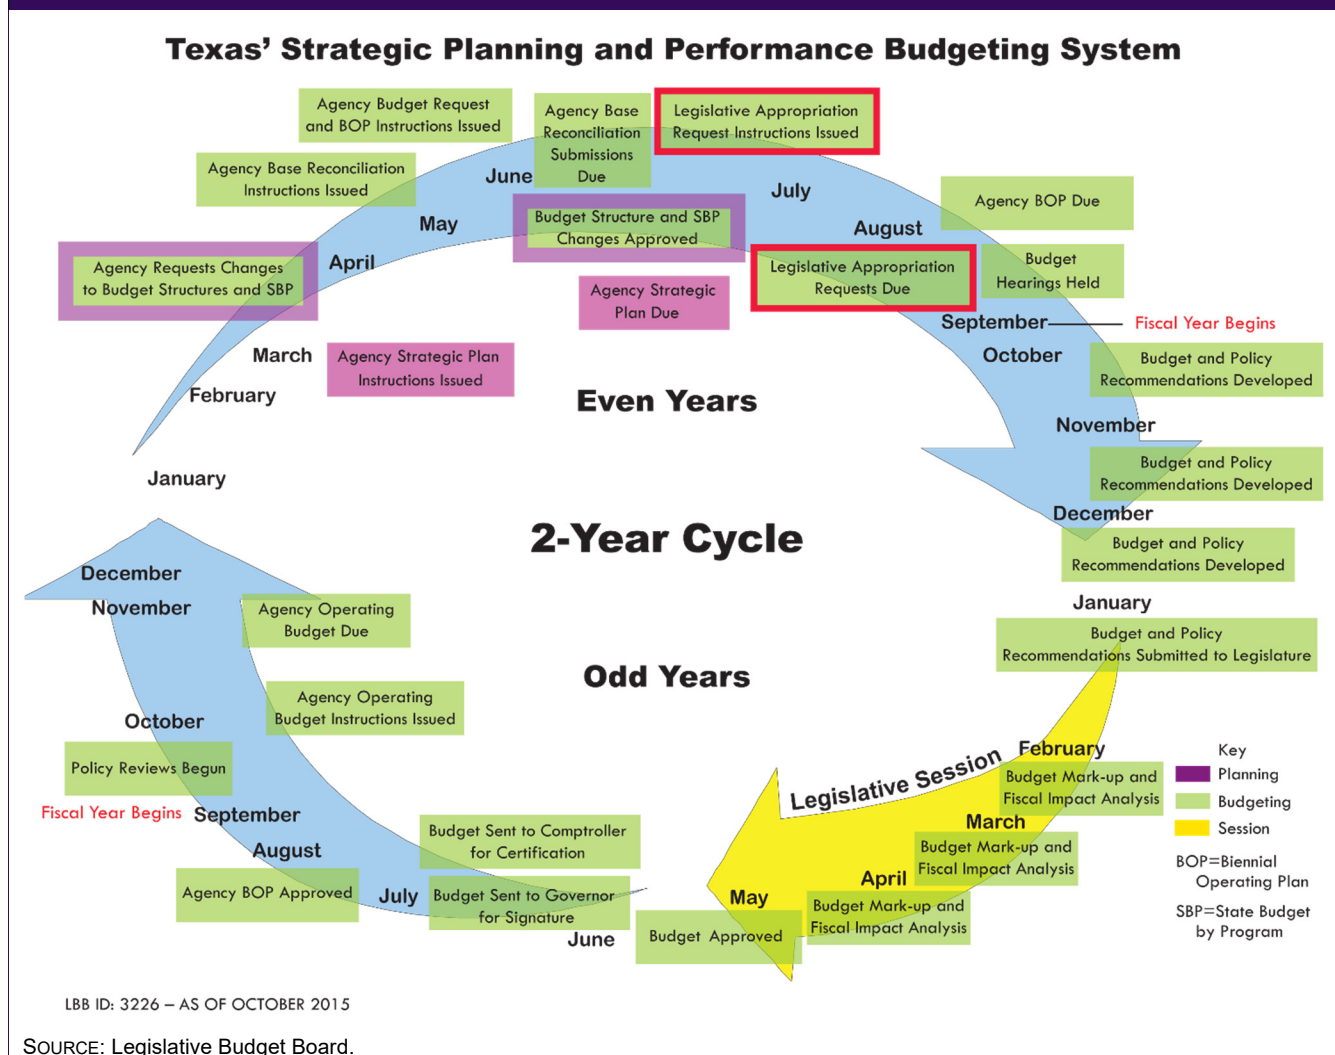 Texas’ Strategic Planning and Performance Budgeting System
Agency Budget Request
and BOP Instructions Issued
Agency Base
Reconciliation
Submissions
Due
Legislative Appropriation
Request Instructions Issued
Agency Base Reconciliation
Instructions Issued
June
July
Agency BOP Due
May
Budget Structure and SBP
Changes Approved
August
April
Agency Requests Changes
to Budget Structures and SBP
Legislative Appropriation
Requests Due
Budget
Hearings Held
Agency Strategic
Plan Due
September
Fiscal Year Begins
March
Agency Strategic Plan
Instructions Issued
October
Budget and Policy
Recommendations Developed
February
Even Years
November
January
Budget and Policy
Recommendations Developed
December
2-Year Cycle
Budget and Policy
Recommendations Developed
December
January
November
Agency Operating
Budget Due
Budget and Policy
Recommendations Submitted to Legislature
Odd Years
Agency Operating
Budget Instructions Issued
October
Policy Reviews Begun
Legislative Session
February
Budget Mark-up and
Fiscal Impact Analysis
Fiscal Year Begins
September
March
August
Budget Sent to Comptroller
for Certification
Budget Mark-up and
Fiscal Impact Analysis
April
Agency BOP Approved
July
Budget Sent to Governor
for Signature
May
Budget Mark-up and
Fiscal Impact Analysis
June
Budget Approved
Key
Planning
Budgeting
Session
BOP=Biennial
Operating Plan
SBP=State Budget
by Program
LBB ID: 3226 – AS OF OCTOBER 2015
SOURCE: Legislative Budget Board.